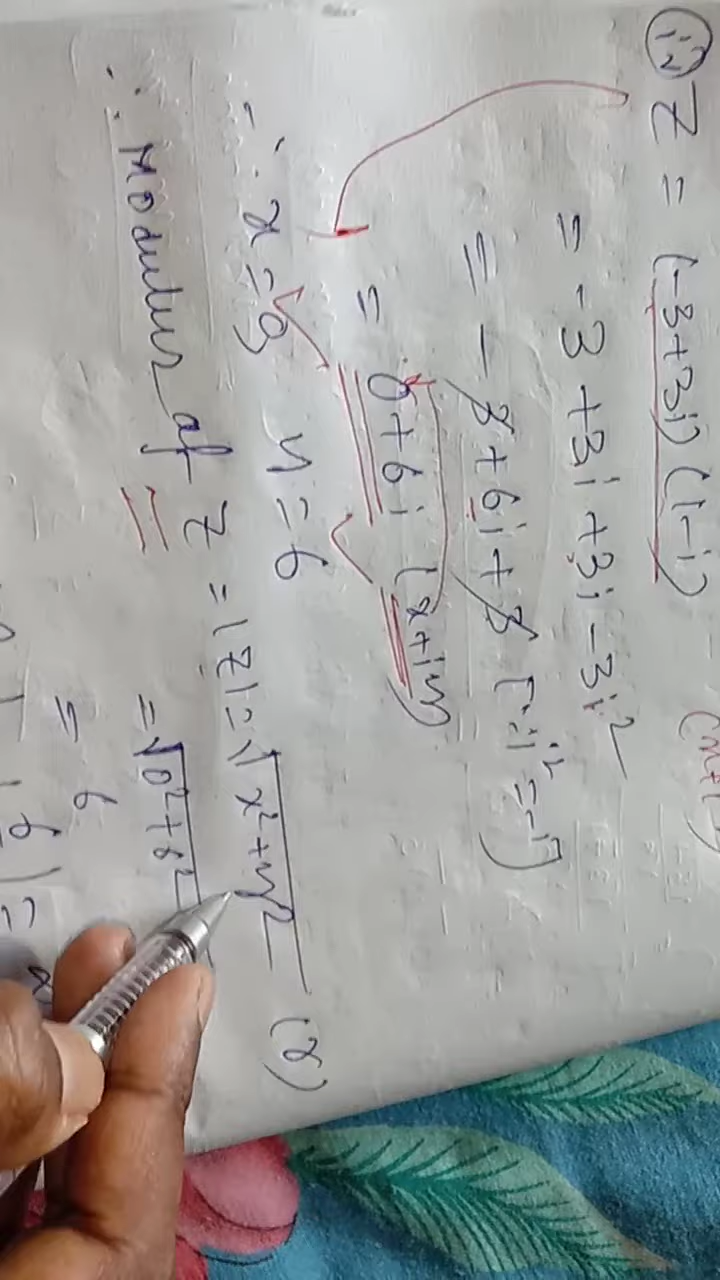 iv) Z = (-3+3i) (1-i)
= -3 + 3i + 3i - 3i²
= - 3 + 6i + 3 [∵ i² = -1]
= 0 + 6i (x+iy)
∴ x = 0 y = 6
∴ Modulus of Z = |Z| = √x² + y² (r)
= √0² + 6²
= 6